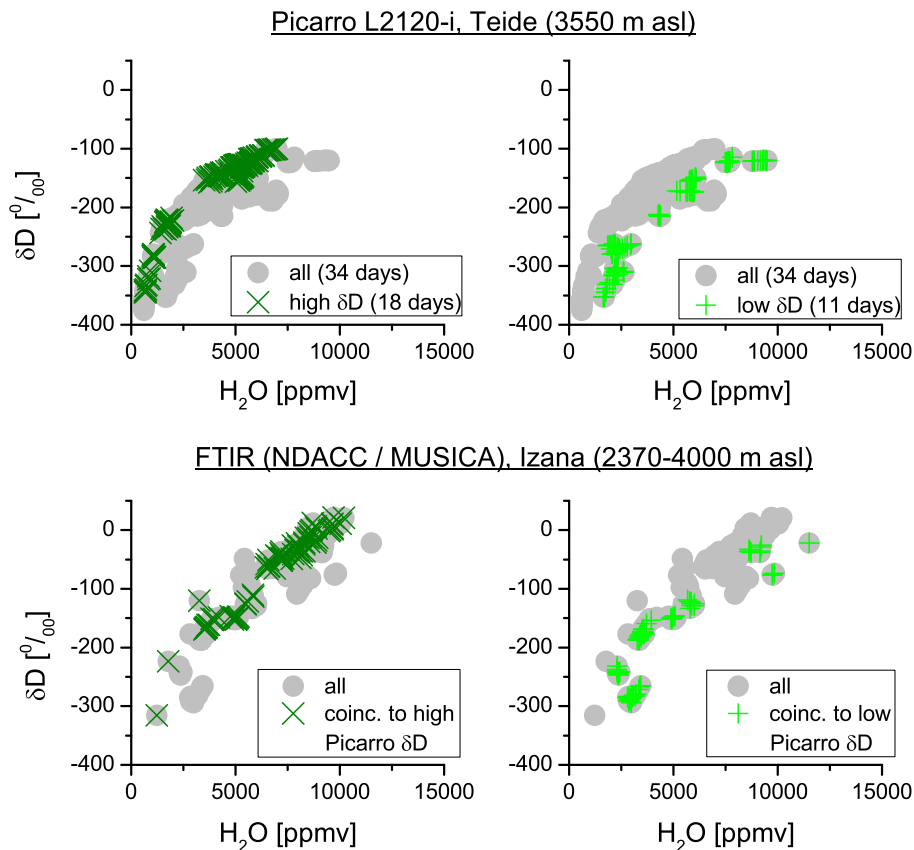 Picarro L2120-i, Teide (3550 m asl)
δD [⁰/₀₀]
0
-100
-200
-300
-400
all (34 days)
high δD (18 days)
0 5000 10000 15000
H₂O [ppmv]
0
-100
-200
-300
-400
all (34 days)
low δD (11 days)
0 5000 10000 15000
H₂O [ppmv]
FTIR (NDACC / MUSICA), Izana (2370-4000 m asl)
δD [⁰/₀₀]
0
-100
-200
-300
-400
all
coinc. to high
Picarro δD
0 5000 10000 15000
H₂O [ppmv]
0
-100
-200
-300
-400
all
coinc. to low
Picarro δD
0 5000 10000 15000
H₂O [ppmv]